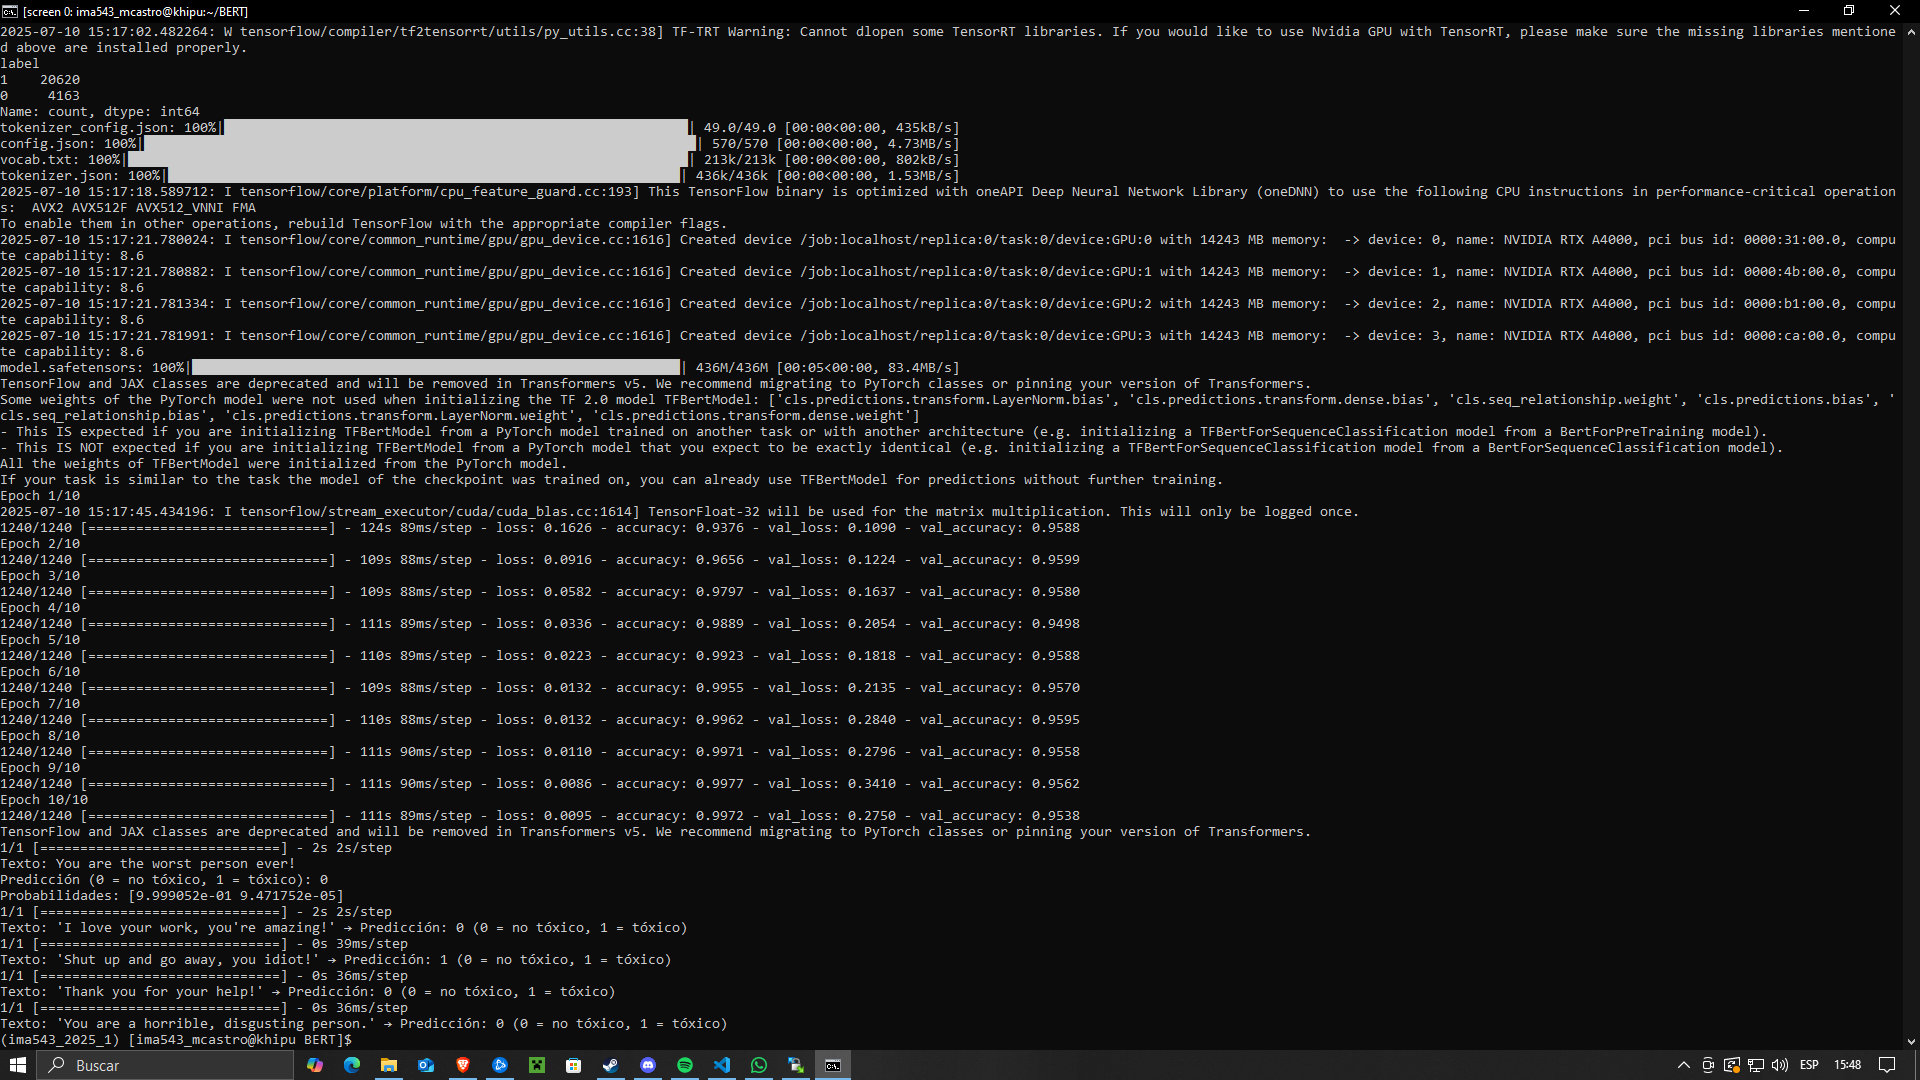 [screen 0: ima543_mcastro@khipu:~/BERT]
2025-07-10 15:17:02.482264: W tensorflow/compiler/tf2tensorrt/utils/py_utils.cc:38] TF-TRT Warning: Cannot dlopen some TensorRT libraries. If you would like to use Nvidia GPU with TensorRT, please make sure the missing libraries mentione
d above are installed properly.
label
1    20620
0     4163
Name: count, dtype: int64
tokenizer_config.json: 100%| | 49.0/49.0 [00:00<00:00, 435kB/s]
config.json: 100%| | 570/570 [00:00<00:00, 4.73MB/s]
vocab.txt: 100%| | 213k/213k [00:00<00:00, 802kB/s]
tokenizer.json: 100%| | 436k/436k [00:00<00:00, 1.53MB/s]
2025-07-10 15:17:18.589712: I tensorflow/core/platform/cpu_feature_guard.cc:193] This TensorFlow binary is optimized with oneAPI Deep Neural Network Library (oneDNN) to use the following CPU instructions in performance-critical operation
s:  AVX2 AVX512F AVX512_VNNI FMA
To enable them in other operations, rebuild TensorFlow with the appropriate compiler flags.
2025-07-10 15:17:21.780024: I tensorflow/core/common_runtime/gpu/gpu_device.cc:1616] Created device /job:localhost/replica:0/task:0/device:GPU:0 with 14243 MB memory:  -> device: 0, name: NVIDIA RTX A4000, pci bus id: 0000:31:00.0, compu
te capability: 8.6
2025-07-10 15:17:21.780882: I tensorflow/core/common_runtime/gpu/gpu_device.cc:1616] Created device /job:localhost/replica:0/task:0/device:GPU:1 with 14243 MB memory:  -> device: 1, name: NVIDIA RTX A4000, pci bus id: 0000:4b:00.0, compu
te capability: 8.6
2025-07-10 15:17:21.781334: I tensorflow/core/common_runtime/gpu/gpu_device.cc:1616] Created device /job:localhost/replica:0/task:0/device:GPU:2 with 14243 MB memory:  -> device: 2, name: NVIDIA RTX A4000, pci bus id: 0000:b1:00.0, compu
te capability: 8.6
2025-07-10 15:17:21.781991: I tensorflow/core/common_runtime/gpu/gpu_device.cc:1616] Created device /job:localhost/replica:0/task:0/device:GPU:3 with 14243 MB memory:  -> device: 3, name: NVIDIA RTX A4000, pci bus id: 0000:ca:00.0, compu
te capability: 8.6
model.safetensors: 100%| | 436M/436M [00:05<00:00, 83.4MB/s]
TensorFlow and JAX classes are deprecated and will be removed in Transformers v5. We recommend migrating to PyTorch classes or pinning your version of Transformers.
Some weights of the PyTorch model were not used when initializing the TF 2.0 model TFBertModel: ['cls.predictions.transform.LayerNorm.bias', 'cls.predictions.transform.dense.bias', 'cls.seq_relationship.weight', 'cls.predictions.bias', '
cls.seq_relationship.bias', 'cls.predictions.transform.LayerNorm.weight', 'cls.predictions.transform.dense.weight']
- This IS expected if you are initializing TFBertModel from a PyTorch model trained on another task or with another architecture (e.g. initializing a TFBertForSequenceClassification model from a BertForPreTraining model).
- This IS NOT expected if you are initializing TFBertModel from a PyTorch model that you expect to be exactly identical (e.g. initializing a TFBertForSequenceClassification model from a BertForSequenceClassification model).
All the weights of TFBertModel were initialized from the PyTorch model.
If your task is similar to the task the model of the checkpoint was trained on, you can already use TFBertModel for predictions without further training.
Epoch 1/10
2025-07-10 15:17:45.434196: I tensorflow/stream_executor/cuda/cuda_blas.cc:1614] TensorFloat-32 will be used for the matrix multiplication. This will only be logged once.
1240/1240 [==============================] - 124s 89ms/step - loss: 0.1626 - accuracy: 0.9376 - val_loss: 0.1090 - val_accuracy: 0.9588
Epoch 2/10
1240/1240 [==============================] - 109s 88ms/step - loss: 0.0916 - accuracy: 0.9656 - val_loss: 0.1224 - val_accuracy: 0.9599
Epoch 3/10
1240/1240 [==============================] - 109s 88ms/step - loss: 0.0582 - accuracy: 0.9797 - val_loss: 0.1637 - val_accuracy: 0.9580
Epoch 4/10
1240/1240 [==============================] - 111s 89ms/step - loss: 0.0336 - accuracy: 0.9889 - val_loss: 0.2054 - val_accuracy: 0.9498
Epoch 5/10
1240/1240 [==============================] - 110s 89ms/step - loss: 0.0223 - accuracy: 0.9923 - val_loss: 0.1818 - val_accuracy: 0.9588
Epoch 6/10
1240/1240 [==============================] - 109s 88ms/step - loss: 0.0132 - accuracy: 0.9955 - val_loss: 0.2135 - val_accuracy: 0.9570
Epoch 7/10
1240/1240 [==============================] - 110s 88ms/step - loss: 0.0132 - accuracy: 0.9962 - val_loss: 0.2840 - val_accuracy: 0.9595
Epoch 8/10
1240/1240 [==============================] - 111s 90ms/step - loss: 0.0110 - accuracy: 0.9971 - val_loss: 0.2796 - val_accuracy: 0.9558
Epoch 9/10
1240/1240 [==============================] - 111s 90ms/step - loss: 0.0086 - accuracy: 0.9977 - val_loss: 0.3410 - val_accuracy: 0.9562
Epoch 10/10
1240/1240 [==============================] - 111s 89ms/step - loss: 0.0095 - accuracy: 0.9972 - val_loss: 0.2750 - val_accuracy: 0.9538
TensorFlow and JAX classes are deprecated and will be removed in Transformers v5. We recommend migrating to PyTorch classes or pinning your version of Transformers.
1/1 [==============================] - 2s 2s/step
Texto: You are the worst person ever!
Predicción (0 = no tóxico, 1 = tóxico): 0
Probabilidades: [9.999052e-01 9.471752e-05]
1/1 [==============================] - 2s 2s/step
Texto: 'I love your work, you're amazing!' → Predicción: 0 (0 = no tóxico, 1 = tóxico)
1/1 [==============================] - 0s 39ms/step
Texto: 'Shut up and go away, you idiot!' → Predicción: 1 (0 = no tóxico, 1 = tóxico)
1/1 [==============================] - 0s 36ms/step
Texto: 'Thank you for your help!' → Predicción: 0 (0 = no tóxico, 1 = tóxico)
1/1 [==============================] - 0s 36ms/step
Texto: 'You are a horrible, disgusting person.' → Predicción: 0 (0 = no tóxico, 1 = tóxico)
(ima543_2025_1) [ima543_mcastro@khipu BERT]$
Buscar
ESP
15:48